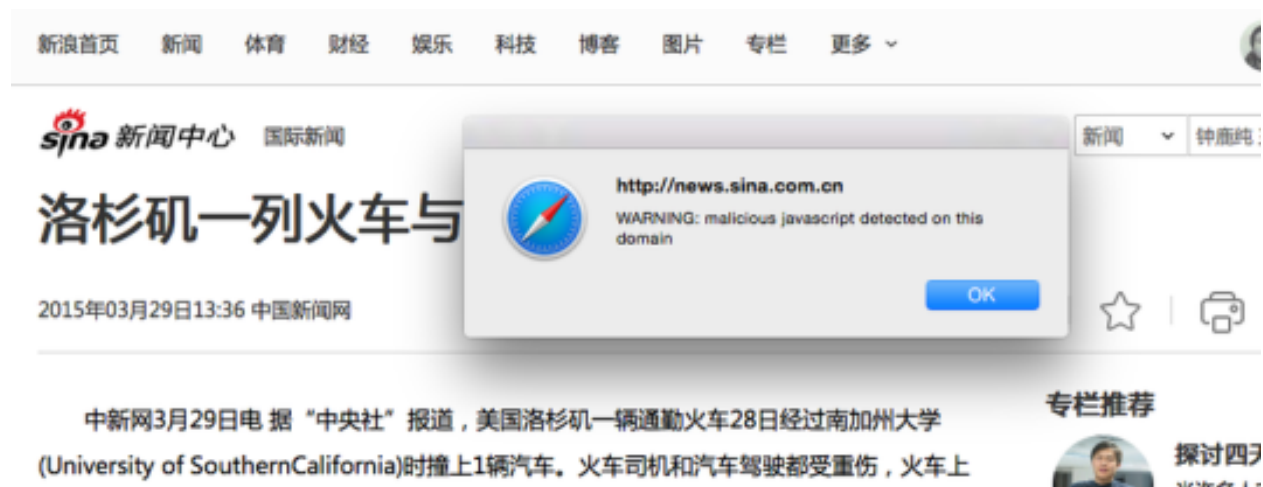 新浪首页 新闻 体育 财经 娱乐 科技 博客 图片 专栏 更多
sina 新闻中心 国际新闻
新闻 钟鹿纯
洛杉矶一列火车与
http://news.sina.com.cn
WARNING: malicious javascript detected on this
domain
OK
2015年03月29日13:36 中国新闻网
中新网3月29日电 据“中央社”报道，美国洛杉矶一辆通勤火车28日经过南加州大学
(University of SouthernCalifornia)时撞上1辆汽车。火车司机和汽车驾驶都受重伤，火车上
专栏推荐
探讨四天